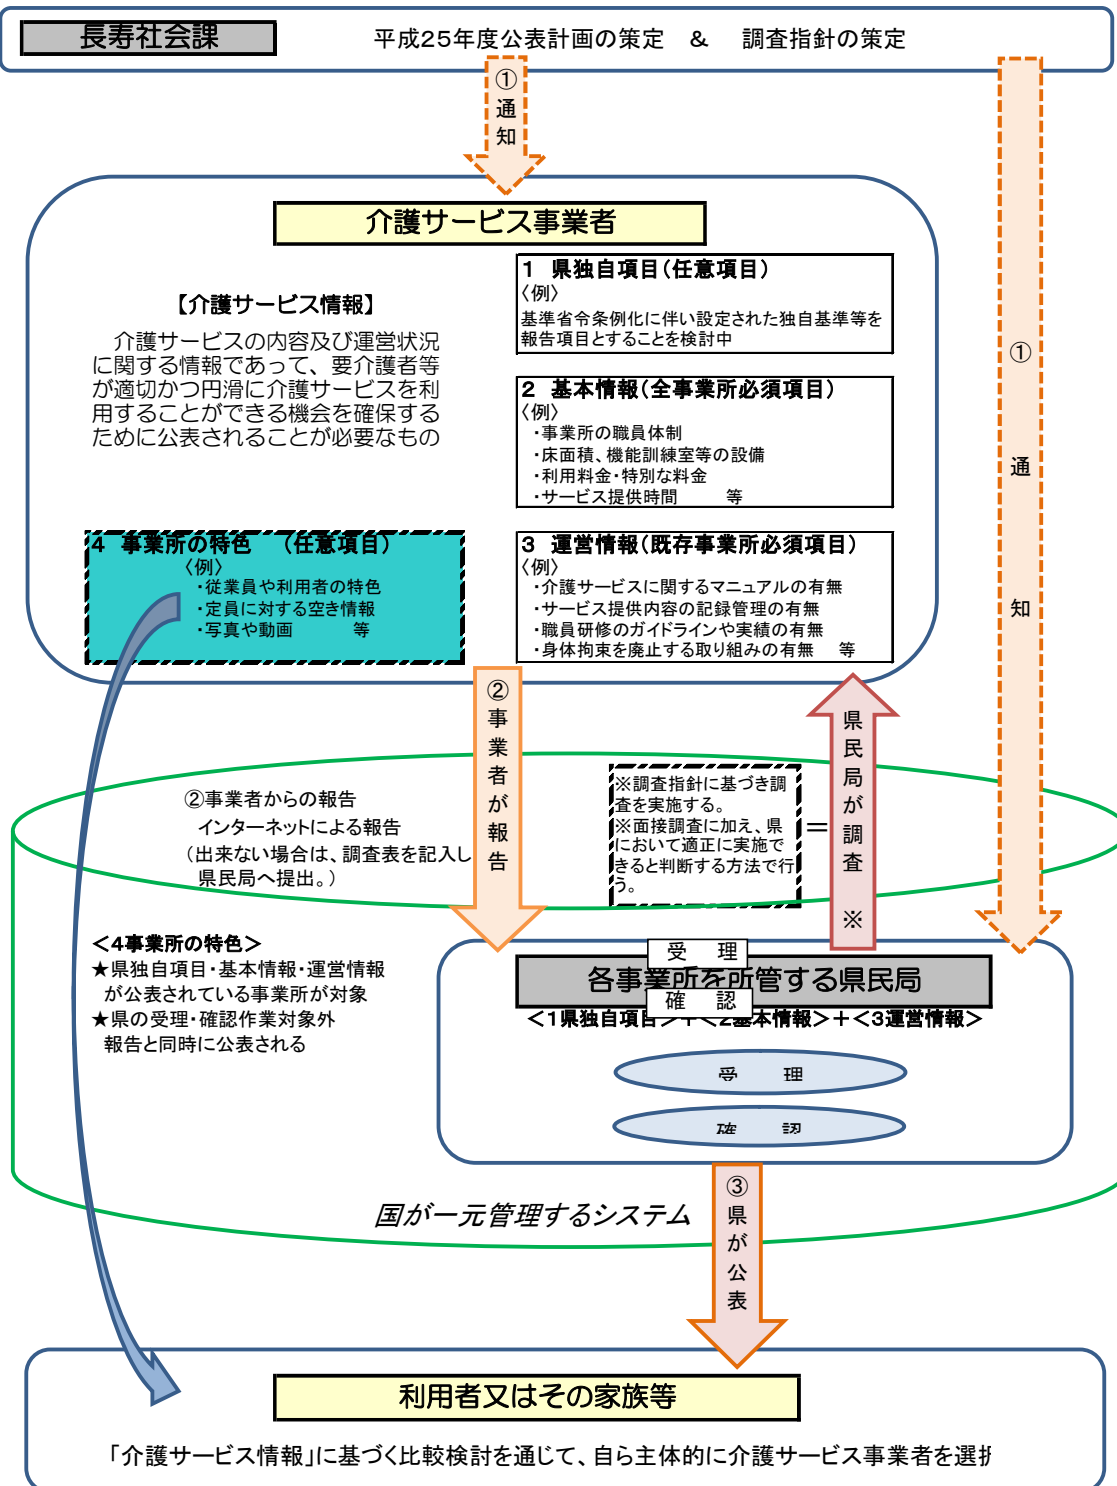 長寿社会課
平成25年度公表計画の策定　＆　調査指針の策定
①通知
①通知
介護サービス事業者
【介護サービス情報】
　介護サービスの内容及び運営状況
に関する情報であって、要介護者等
が適切かつ円滑に介護サービスを利
用することができる機会を確保する
ために公表されることが必要なもの
1　県独自項目（任意項目）
〈例〉
基準省令条例化に伴い設定された独自基準等を
報告項目とすることを検討中
2　基本情報（全事業所必須項目）
〈例〉
・事業所の職員体制
・床面積、機能訓練室等の設備
・利用料金・特別な料金
・サービス提供時間　　　等
3　運営情報（既存事業所必須項目）
〈例〉
・介護サービスに関するマニュアルの有無
・サービス提供内容の記録管理の有無
・職員研修のガイドラインや実績の有無
・身体拘束を廃止する取り組みの有無　等
4　事業所の特色　（任意項目）
〈例〉
・従業員や利用者の特色
・定員に対する空き情報
・写真や動画　　　等
②事業者が報告
県民局が調査　※
②事業者からの報告
インターネットによる報告
（出来ない場合は、調査表を記入し
県民局へ提出。）
※調査指針に基づき調
査を実施する。
※面接調査に加え、県
において適正に実施で
きると判断する方法で行
う。
＝
＜4事業所の特色＞
★県独自項目・基本情報・運営情報
が公表されている事業所が対象
★県の受理・確認作業対象外
報告と同時に公表される
受　理
各事業所を所管する県民局
確　認
＜1県独自項目＞＋＜2基本情報＞＋＜3運営情報＞
受　理
確　認
国が一元管理するシステム
③県が公表
利用者又はその家族等
「介護サービス情報」に基づく比較検討を通じて、自ら主体的に介護サービス事業者を選択